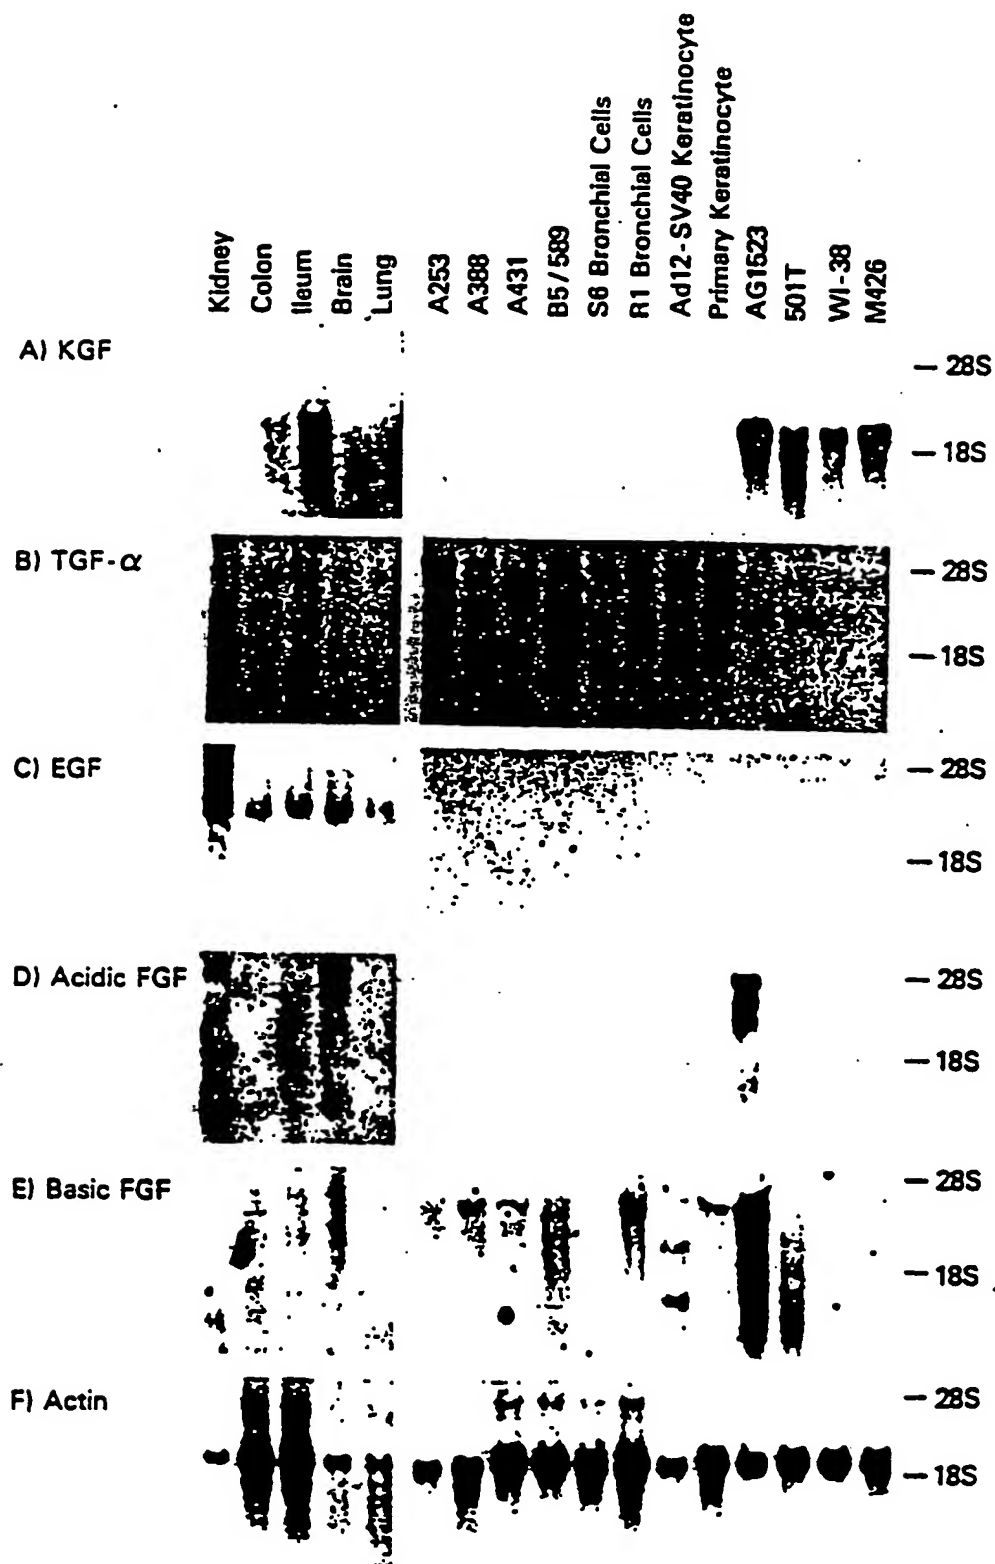 Kidney
Colon
Ileum
Brain
Lung
A253
A388
A431
B5/589
S6 Bronchial Cells
R1 Bronchial Cells
Ad12-SV40 Keratinocyte
Primary Keratinocyte
AG1523
501T
WI-38
M426
A) KGF
— 28S
— 18S
B) TGF-α
— 28S
— 18S
C) EGF
— 28S
— 18S
D) Acidic FGF
— 28S
— 18S
E) Basic FGF
— 28S
— 18S
F) Actin
— 28S
— 18S